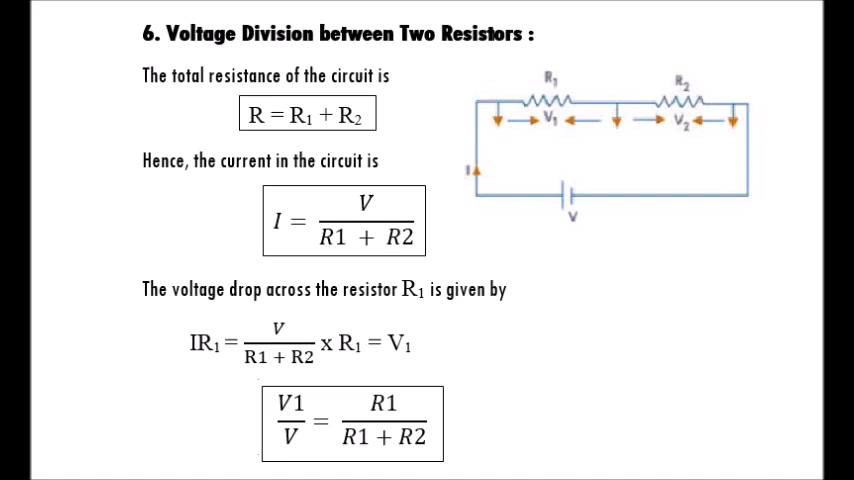 6. Voltage Division between Two Resistors :
The total resistance of the circuit is
R = R₁ + R₂
Hence, the current in the circuit is
I = V / R1 + R2
The voltage drop across the resistor R₁ is given by
IR₁ = V / R1 + R2 x R₁ = V₁
V1 / V = R1 / R1 + R2
R₁ R₂
V₁ V₂
I
V